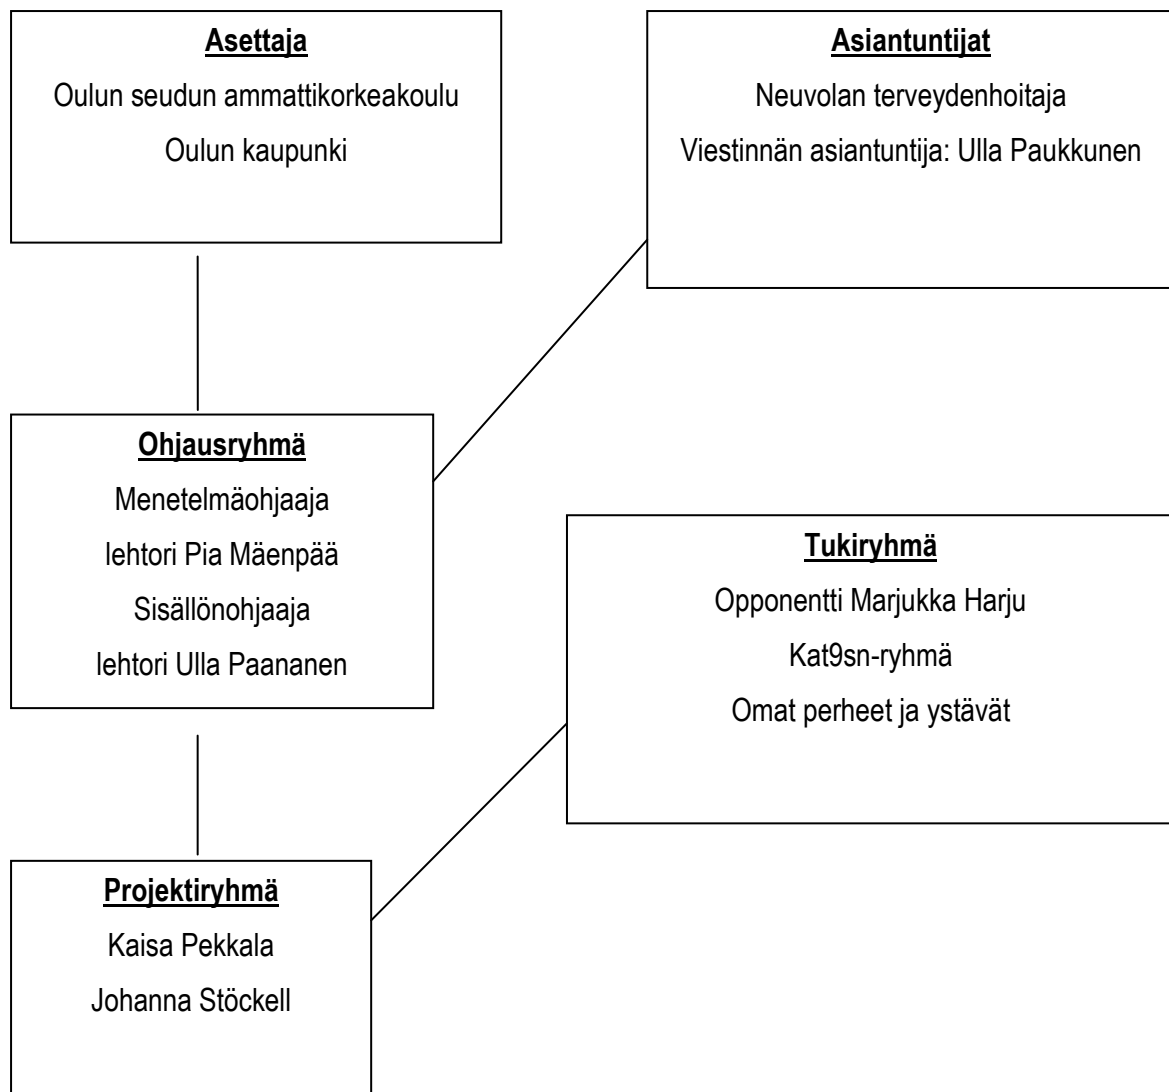 Asettaja
Oulun seudun ammattikorkeakoulu
Oulun kaupunki
Asiantuntijat
Neuvolan terveydenhoitaja
Viestinnän asiantuntija: Ulla Paukkunen
Ohjausryhmä
Menetelmäohjaaja
lehtori Pia Mäenpää
Sisällönohjaaja
lehtori Ulla Paananen
Tukiryhmä
Opponentti Marjukka Harju
Kat9sn-ryhmä
Omat perheet ja ystävät
Projektiryhmä
Kaisa Pekkala
Johanna Stöckell